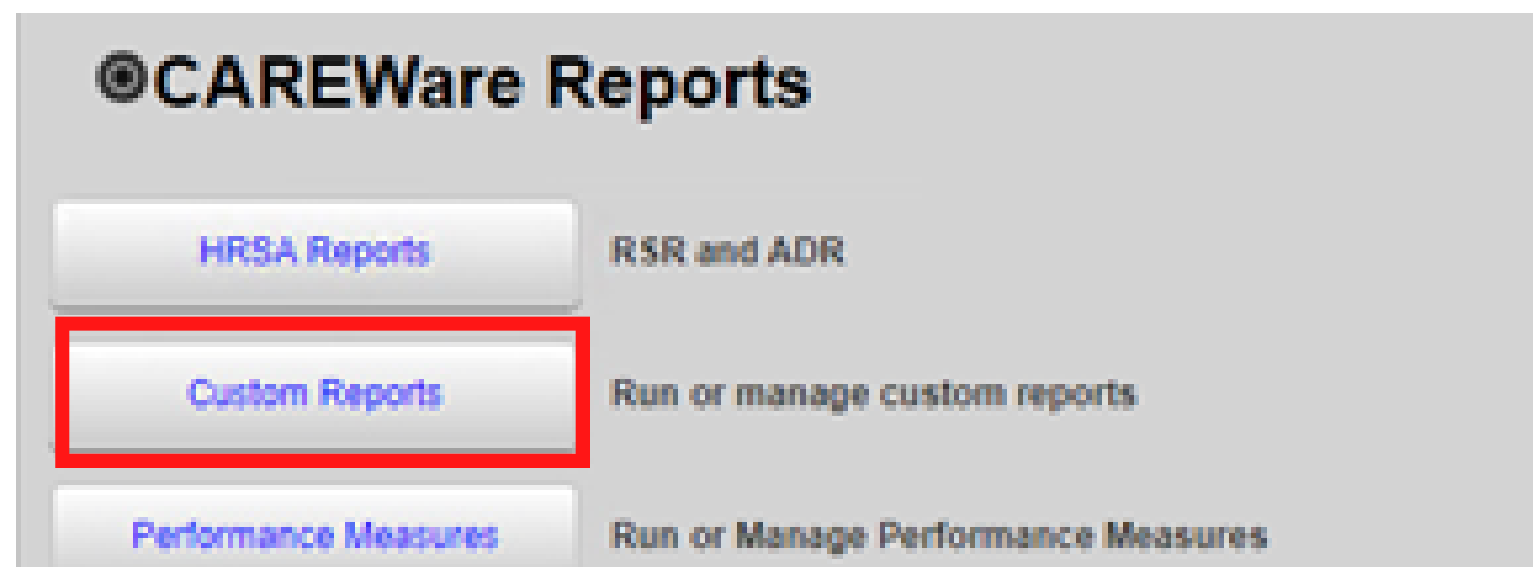 CAREWare Reports
HRSA Reports RSR and ADR
Custom Reports Run or manage custom reports
Performance Measures Run or Manage Performance Measures